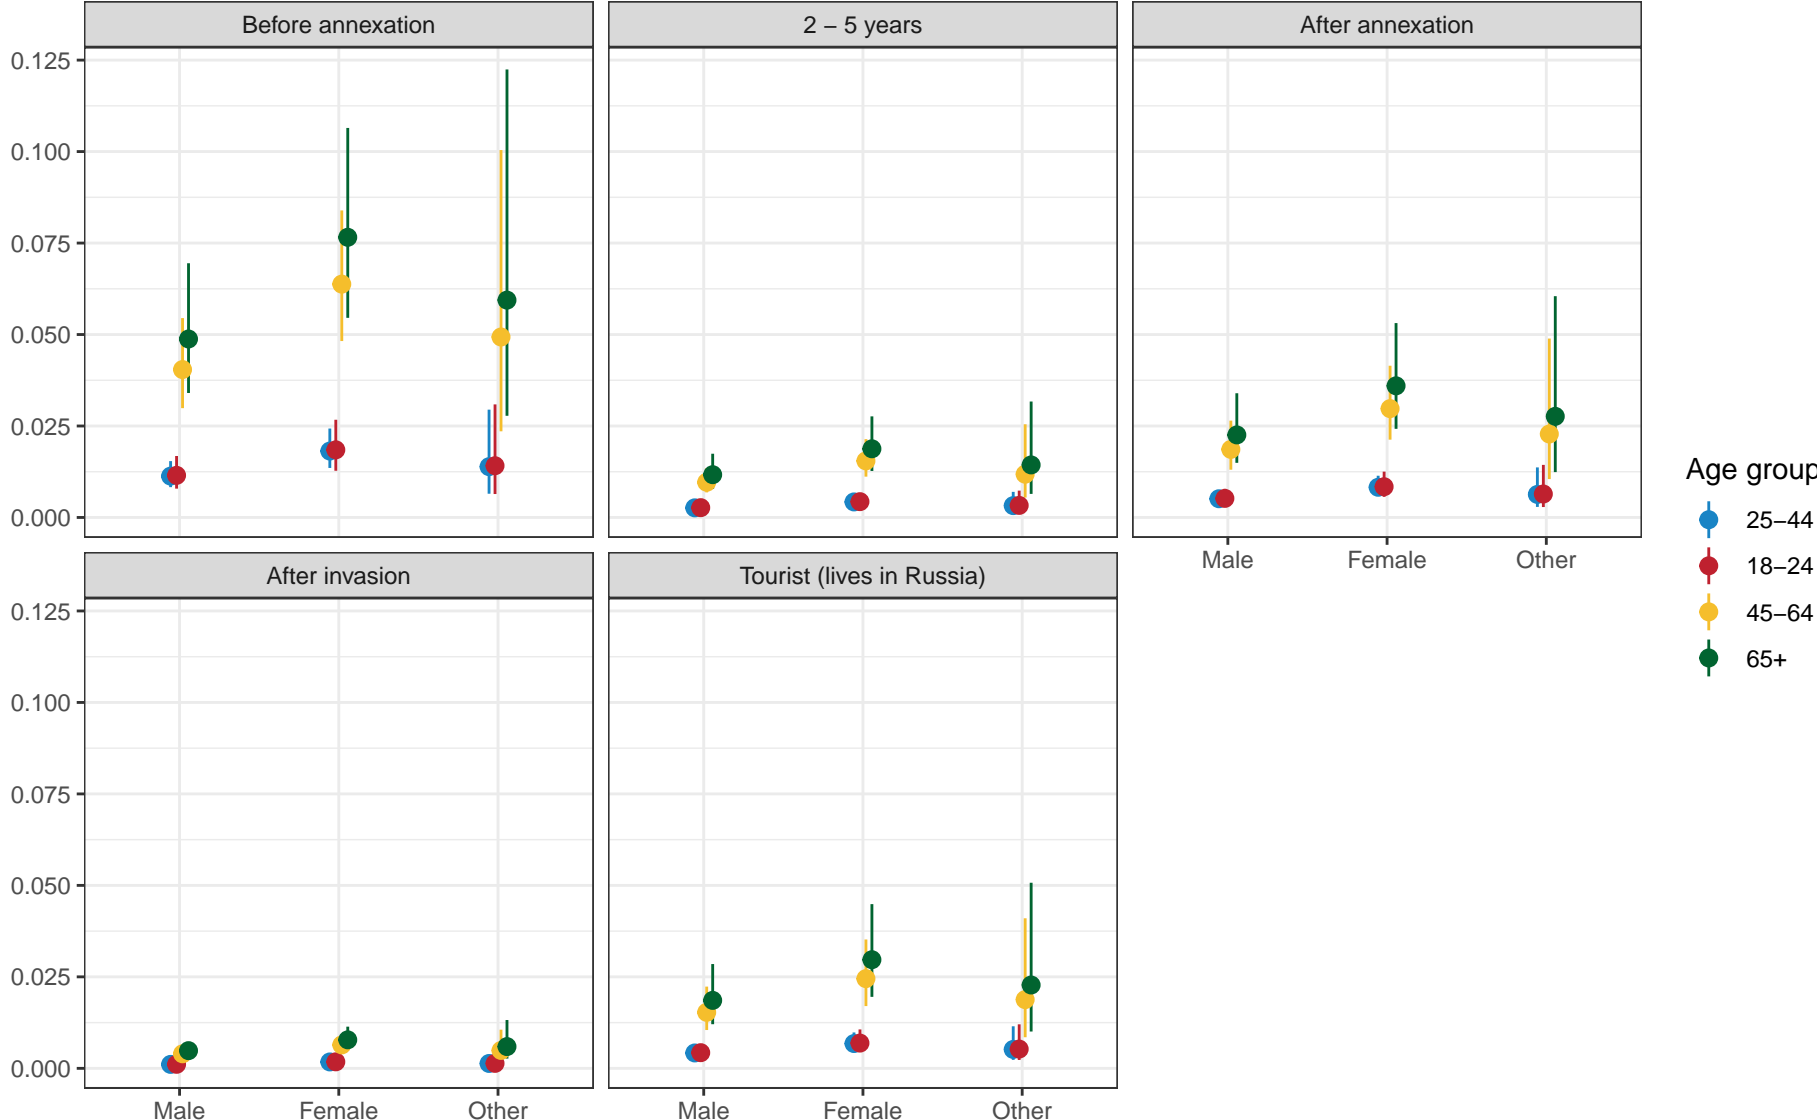 Before annexation
2 – 5 years
After annexation
0.125
0.100
0.075
0.050
0.025
0.000
Male Female Other
After invasion
Tourist (lives in Russia)
0.125
0.100
0.075
0.050
0.025
0.000
Male Female Other
Male Female Other
Age group
25–44
18–24
45–64
65+